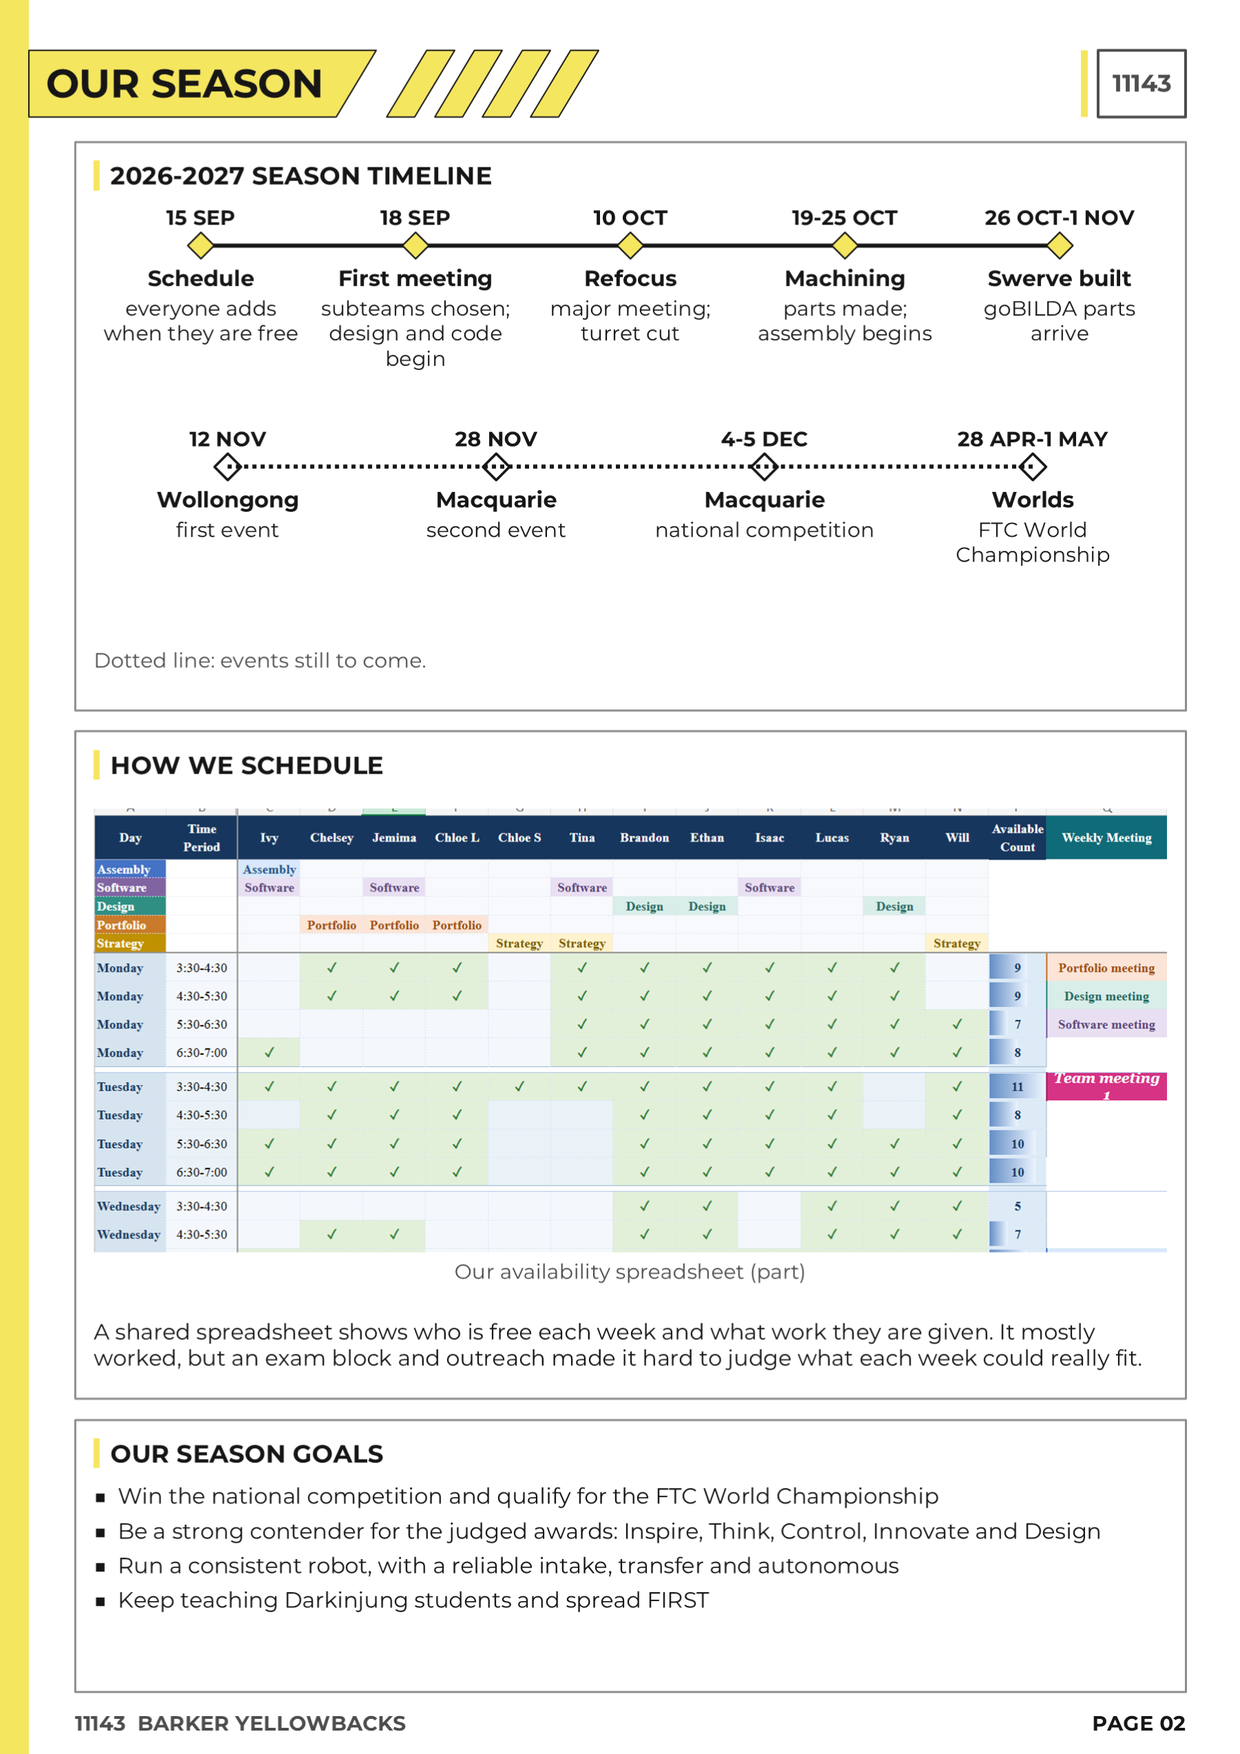 OUR SEASON
11143
2026-2027 SEASON TIMELINE
15 SEP 18 SEP 10 OCT 19-25 OCT 26 OCT-1 NOV
Schedule First meeting Refocus Machining Swerve built
everyone adds subteams chosen; major meeting; parts made; goBILDA parts
when they are free design and code turret cut assembly begins arrive
begin
12 NOV 28 NOV 4-5 DEC 28 APR-1 MAY
Wollongong Macquarie Macquarie Worlds
first event second event national competition FTC World
Championship
Dotted line: events still to come.
HOW WE SCHEDULE
Day Time Period Ivy Chelsey Jemima Chloe L Chloe S Tina Brandon Ethan Isaac Lucas Ryan Will Available Count Weekly Meeting
Assembly Assembly
Software Software Software Software Software
Design Design Design Design
Portfolio Portfolio Portfolio Portfolio
Strategy Strategy Strategy Strategy
Monday 3:30-4:30 ✓ ✓ ✓ ✓ ✓ ✓ ✓ ✓ ✓ 9 Portfolio meeting
Monday 4:30-5:30 ✓ ✓ ✓ ✓ ✓ ✓ ✓ ✓ ✓ 9 Design meeting
Monday 5:30-6:30 ✓ ✓ ✓ ✓ ✓ ✓ ✓ 7 Software meeting
Monday 6:30-7:00 ✓ ✓ ✓ ✓ ✓ ✓ ✓ ✓ 8
Tuesday 3:30-4:30 ✓ ✓ ✓ ✓ ✓ ✓ ✓ ✓ ✓ ✓ ✓ 11 Team meeting 1
Tuesday 4:30-5:30 ✓ ✓ ✓ ✓ ✓ ✓ ✓ ✓ 8
Tuesday 5:30-6:30 ✓ ✓ ✓ ✓ ✓ ✓ ✓ ✓ ✓ ✓ 10
Tuesday 6:30-7:00 ✓ ✓ ✓ ✓ ✓ ✓ ✓ ✓ ✓ ✓ 10
Wednesday 3:30-4:30 ✓ ✓ ✓ ✓ ✓ 5
Wednesday 4:30-5:30 ✓ ✓ ✓ ✓ ✓ ✓ ✓ 7
Our availability spreadsheet (part)
A shared spreadsheet shows who is free each week and what work they are given. It mostly
worked, but an exam block and outreach made it hard to judge what each week could really fit.
OUR SEASON GOALS
▪ Win the national competition and qualify for the FTC World Championship
▪ Be a strong contender for the judged awards: Inspire, Think, Control, Innovate and Design
▪ Run a consistent robot, with a reliable intake, transfer and autonomous
▪ Keep teaching Darkinjung students and spread FIRST
11143 BARKER YELLOWBACKS PAGE 02